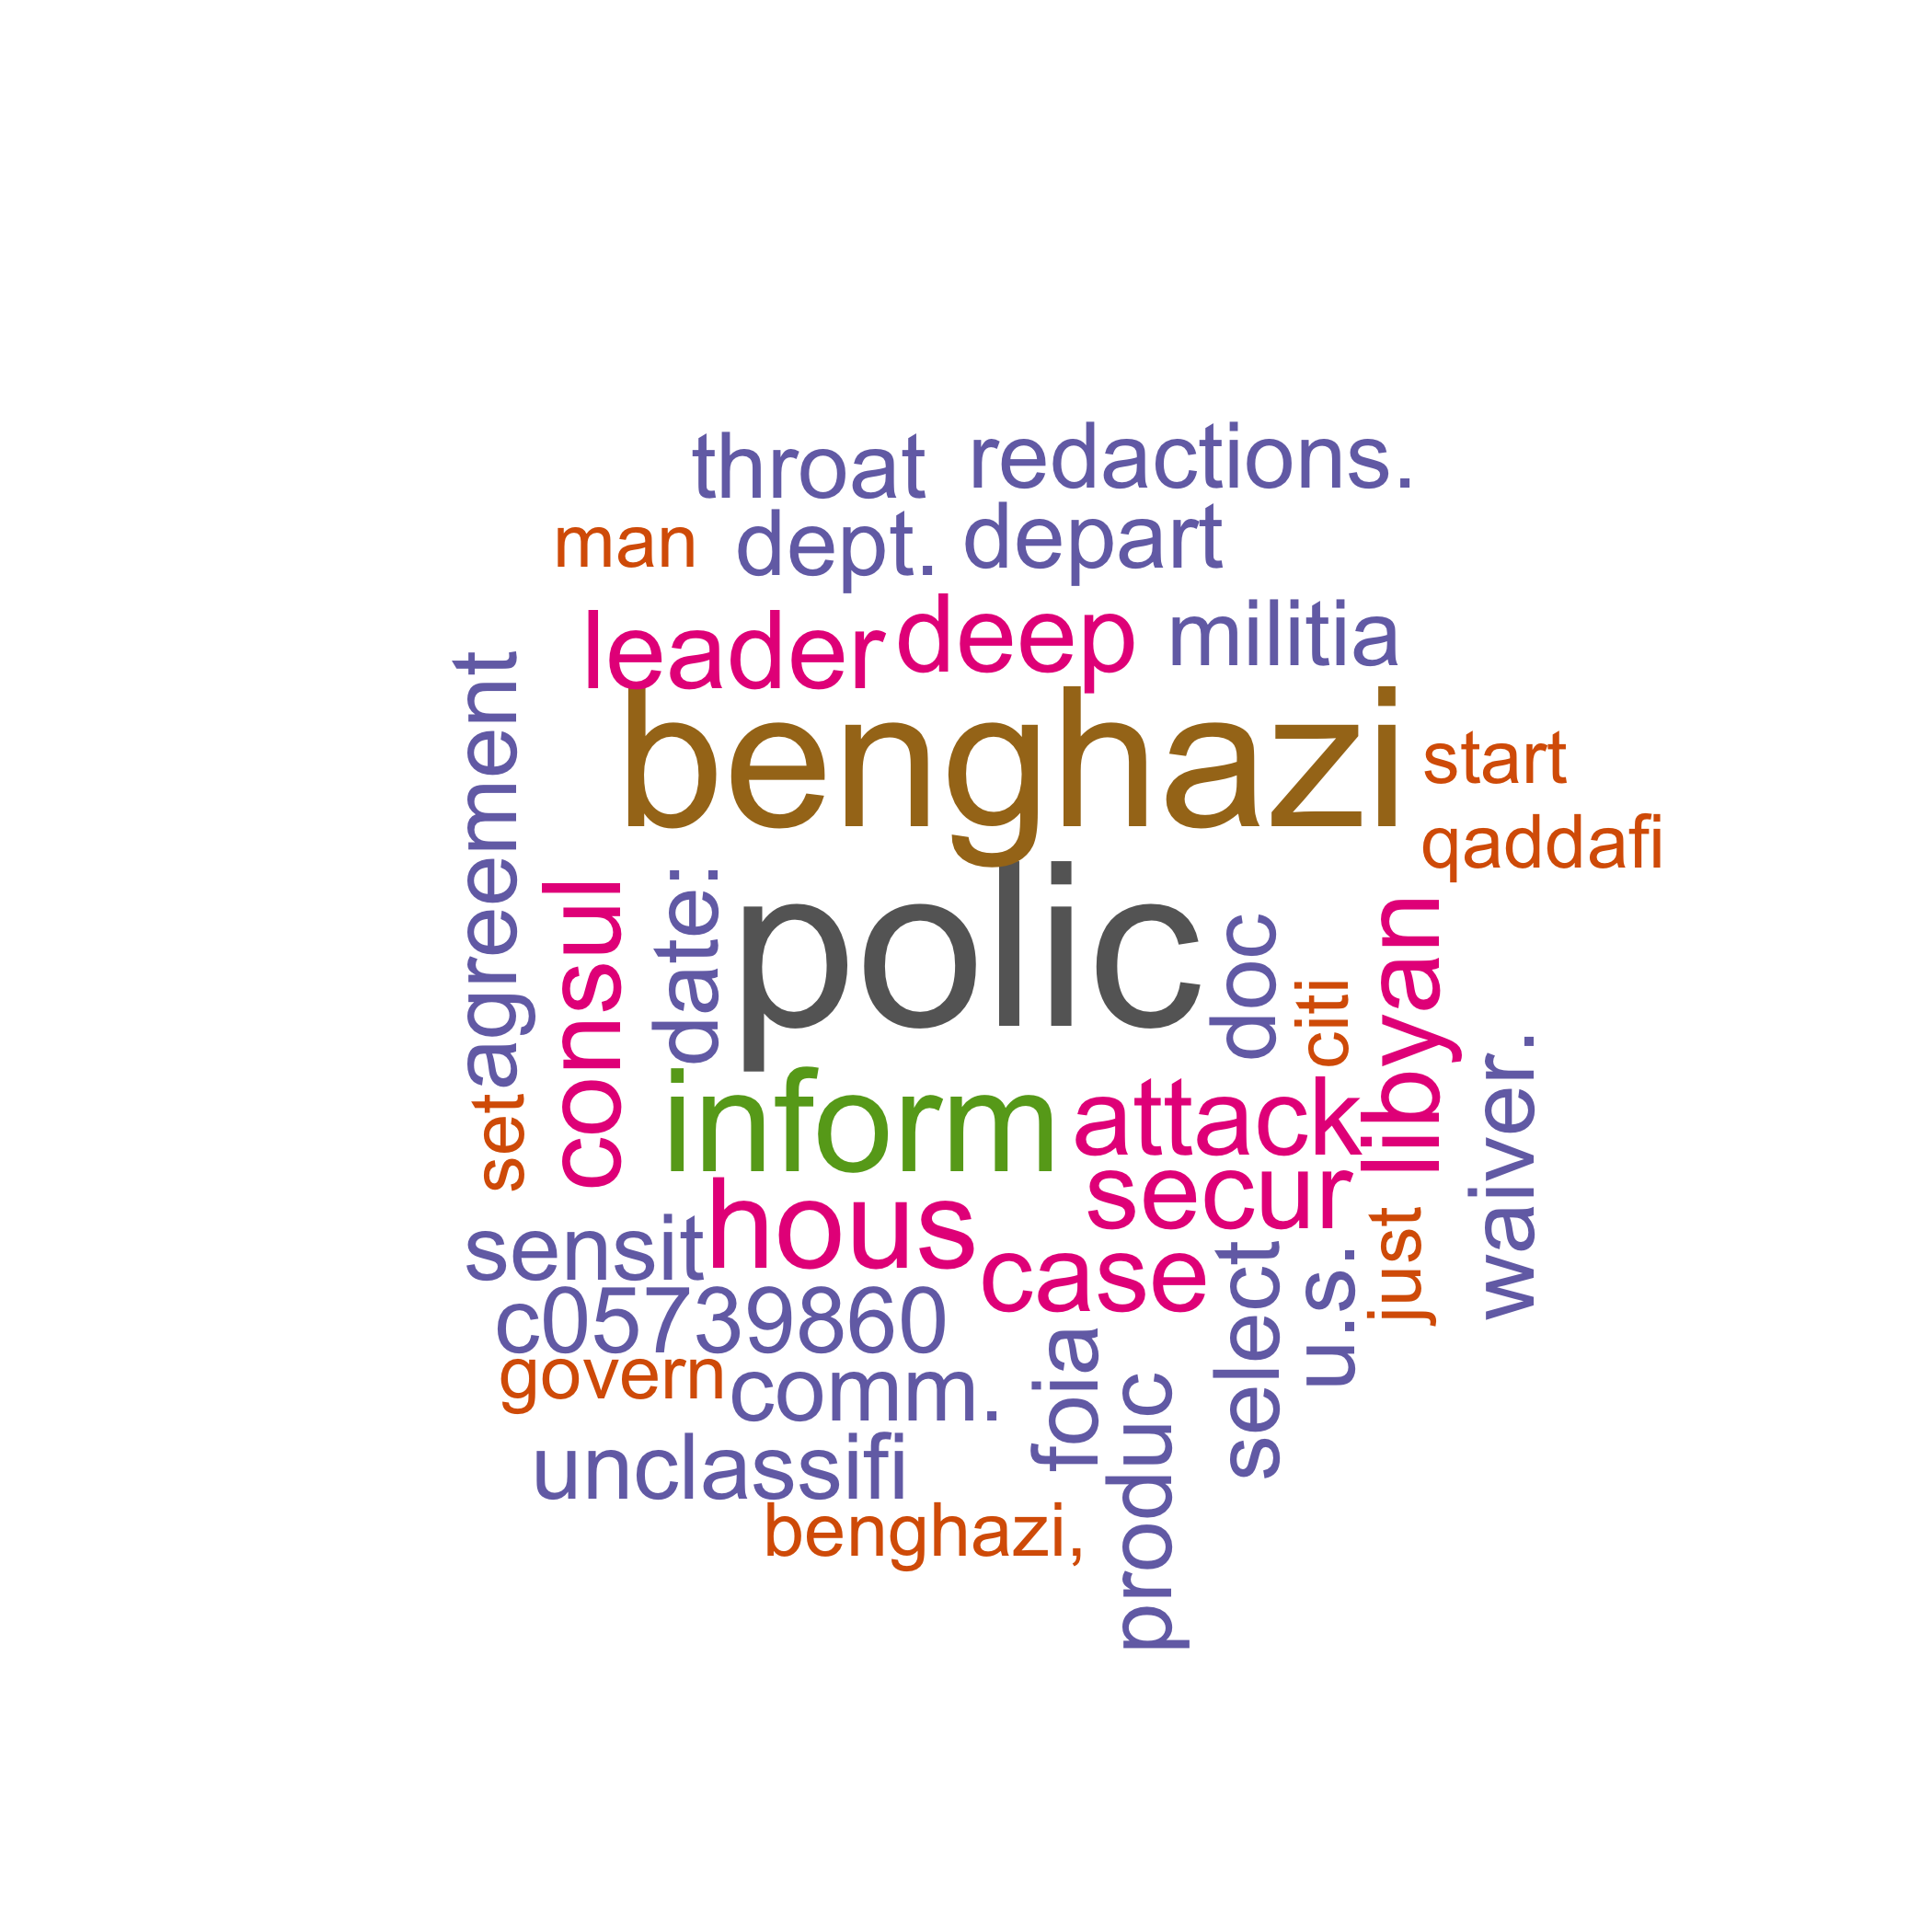 throat redactions.
man dept. depart
leader deep militia
benghazi
start
qaddafi
agreement
consul
date:
polic
doc
citi
libyan
waiver.
set
inform attack
secur
sensit hous
case
select
u.s.
just
c05739860
govern comm.
foia
produc
unclassifi
benghazi,